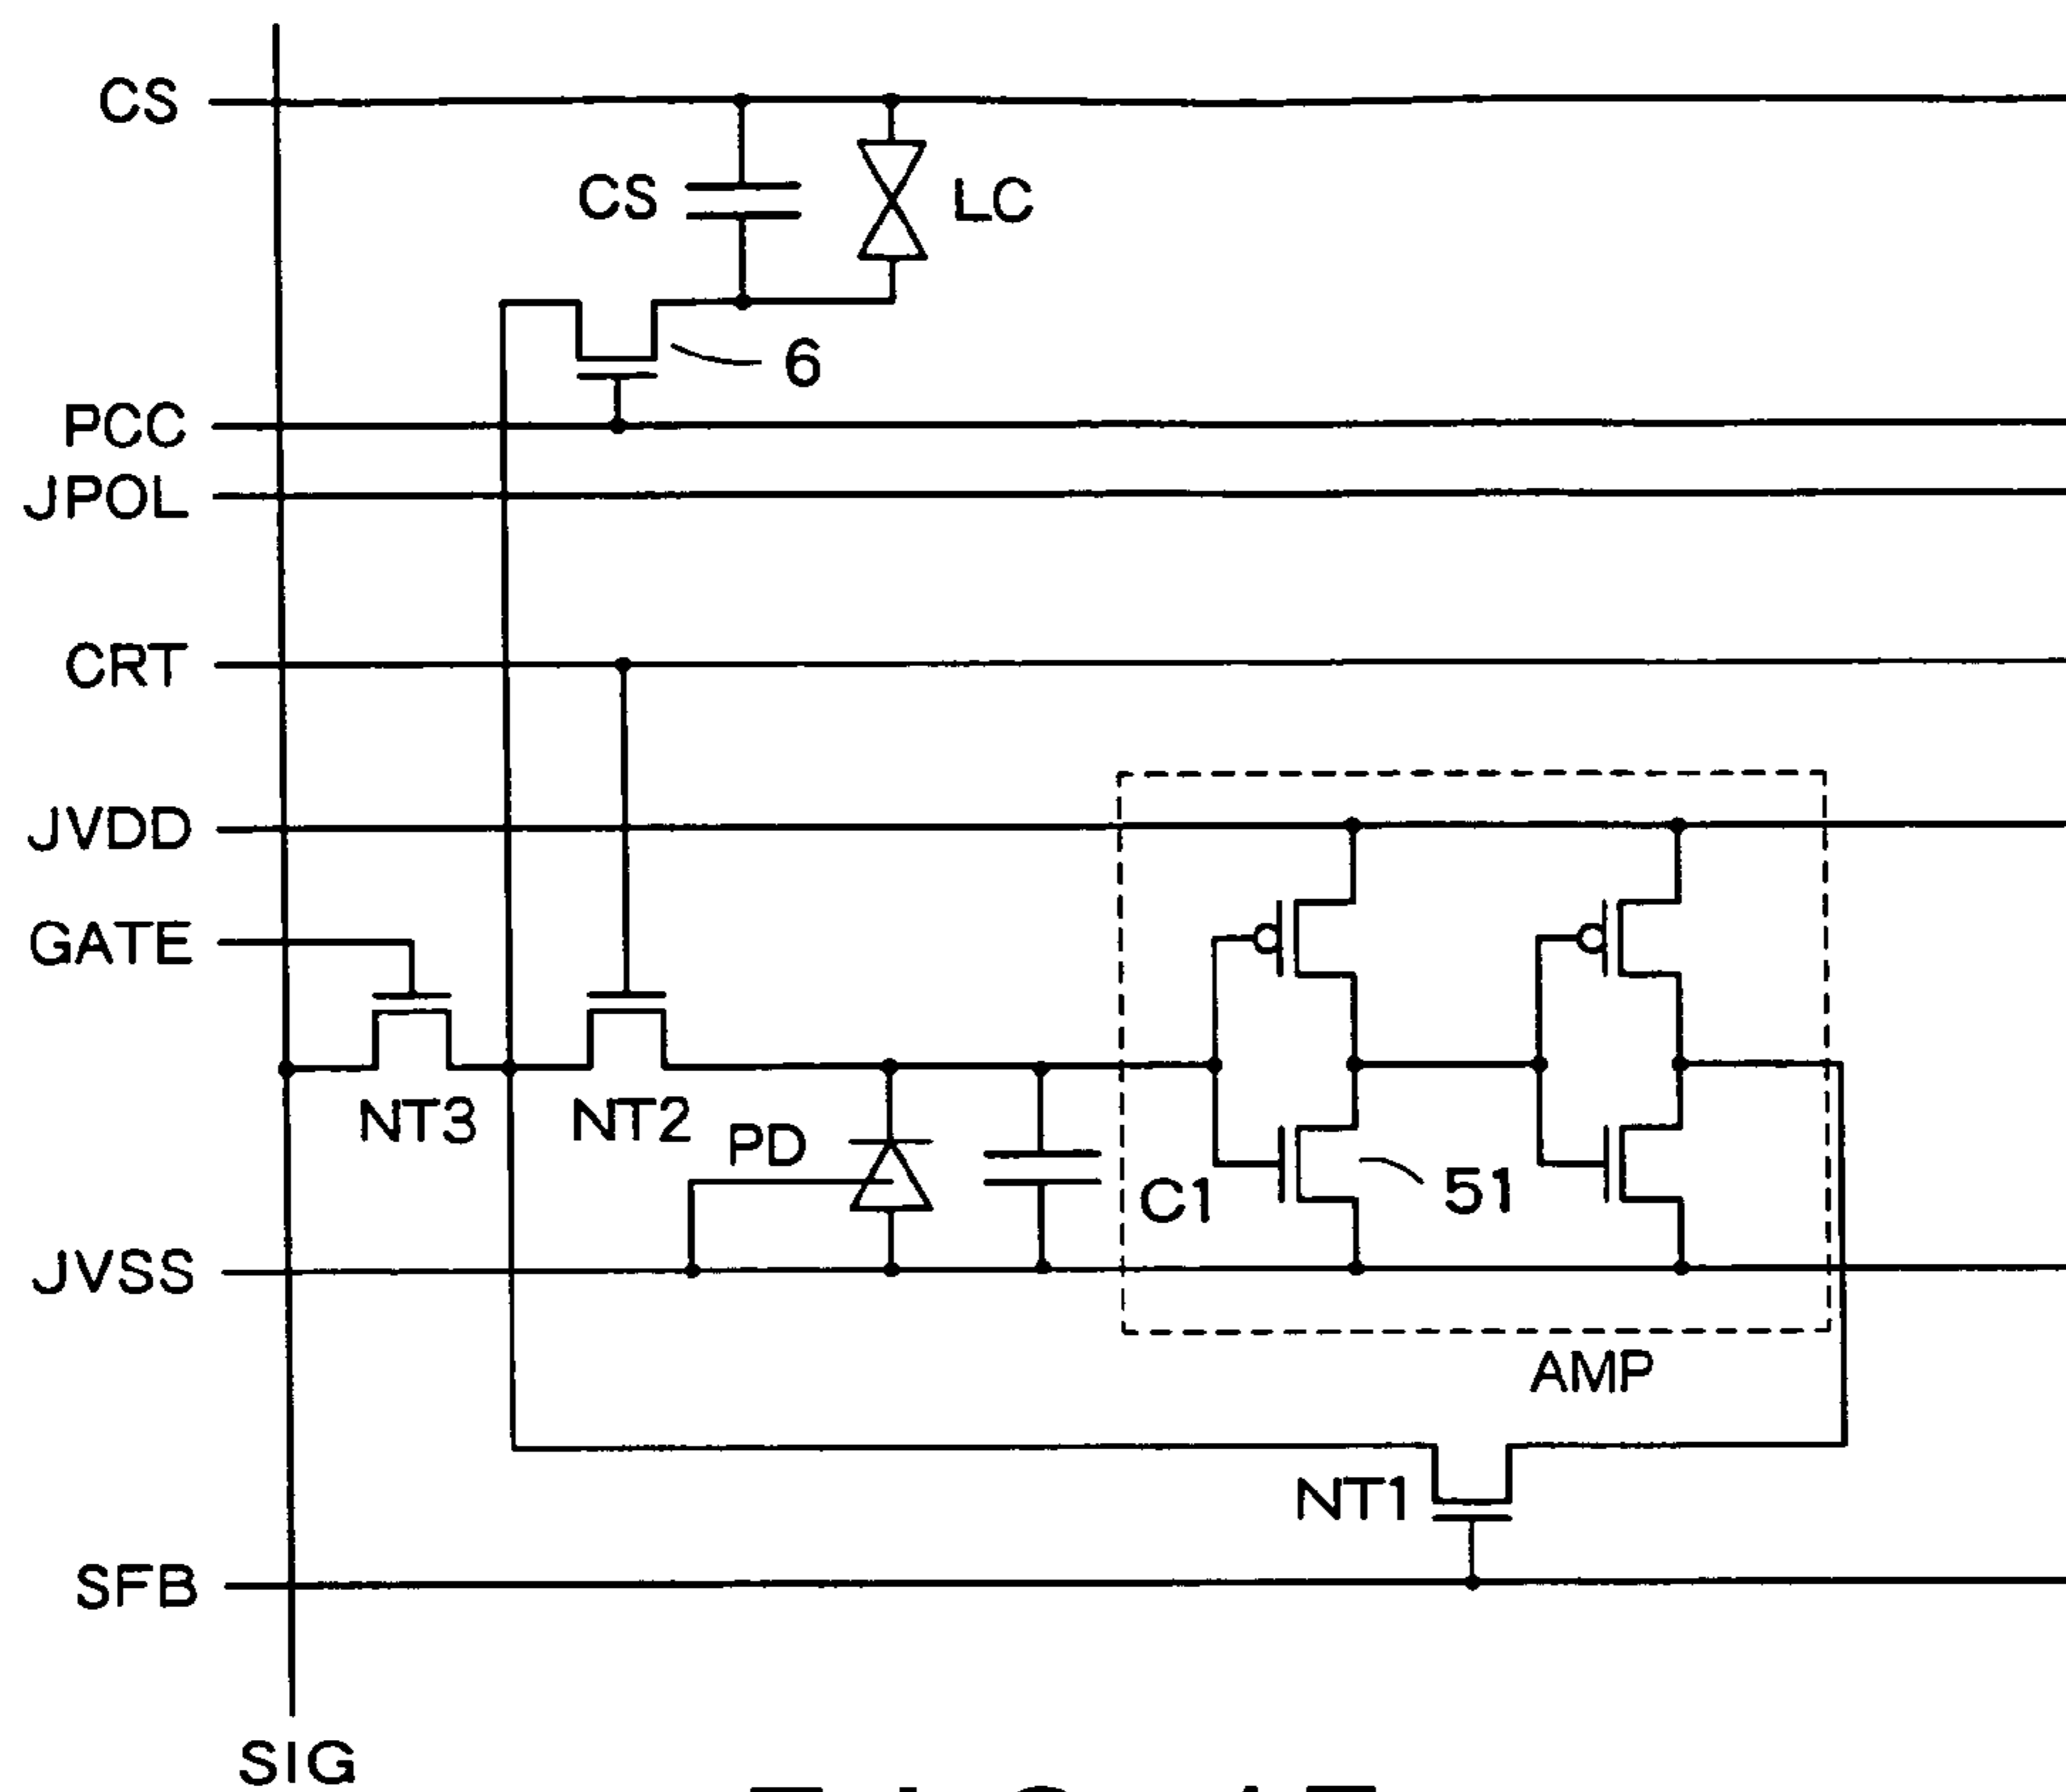 CS
CS
LC
6
PCC
JPOL
CRT
JVDD
GATE
NT3
NT2
PD
C1
51
JVSS
AMP
NT1
SFB
SIG